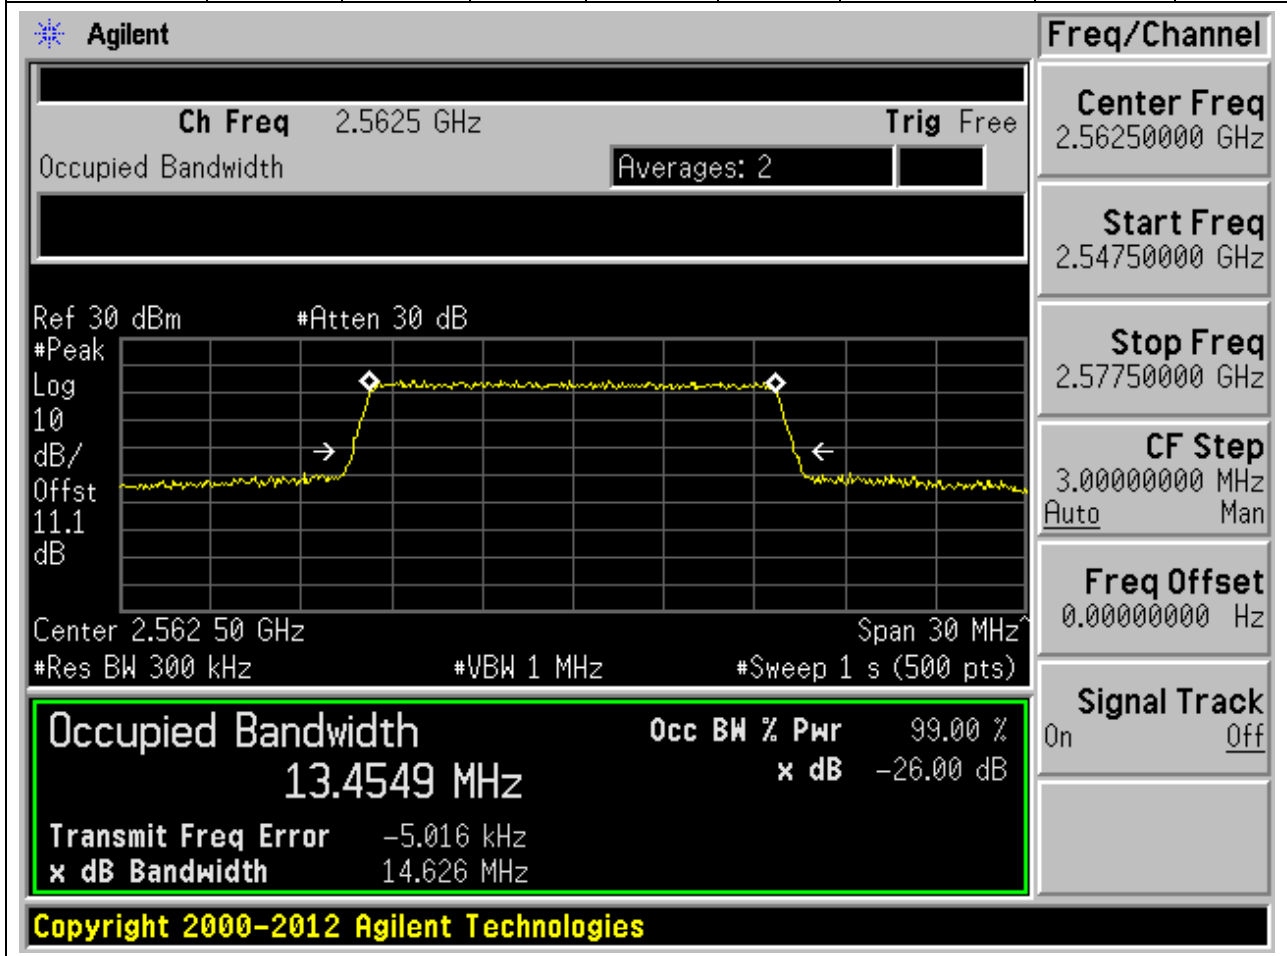 Agilent
Freq/Channel
Ch Freq 2.5625 GHz Trig Free
Occupied Bandwidth Averages: 2
Center Freq
2.56250000 GHz
Start Freq
2.54750000 GHz
Stop Freq
2.57750000 GHz
CF Step
3.00000000 MHz
Auto Man
Freq Offset
0.00000000 Hz
Signal Track
On Off
Ref 30 dBm #Atten 30 dB
#Peak
Log
10
dB/
Offst
11.1
dB
Center 2.562 50 GHz Span 30 MHz^
#Res BW 300 kHz #VBW 1 MHz #Sweep 1 s (500 pts)
Occupied Bandwidth Occ BW % Pwr 99.00 %
13.4549 MHz x dB -26.00 dB
Transmit Freq Error -5.016 kHz
x dB Bandwidth 14.626 MHz
Copyright 2000-2012 Agilent Technologies